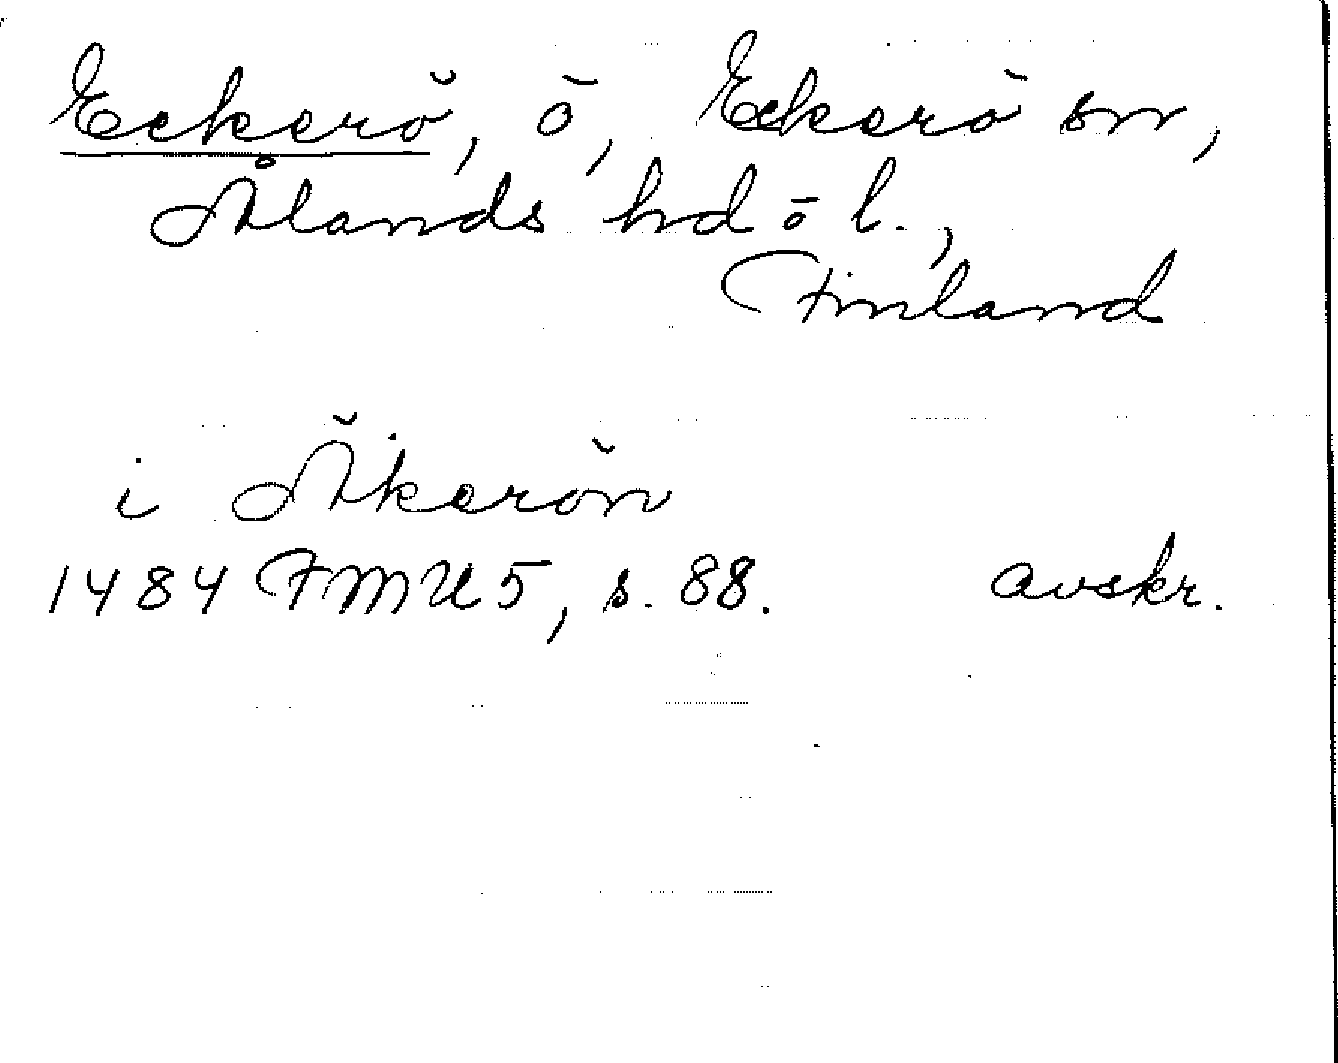 Eckerö, ö, Eckerö sn,
Ålands hd o l.,
Finland
i Äkerön
1484 FMU 5, s. 88. avskr.